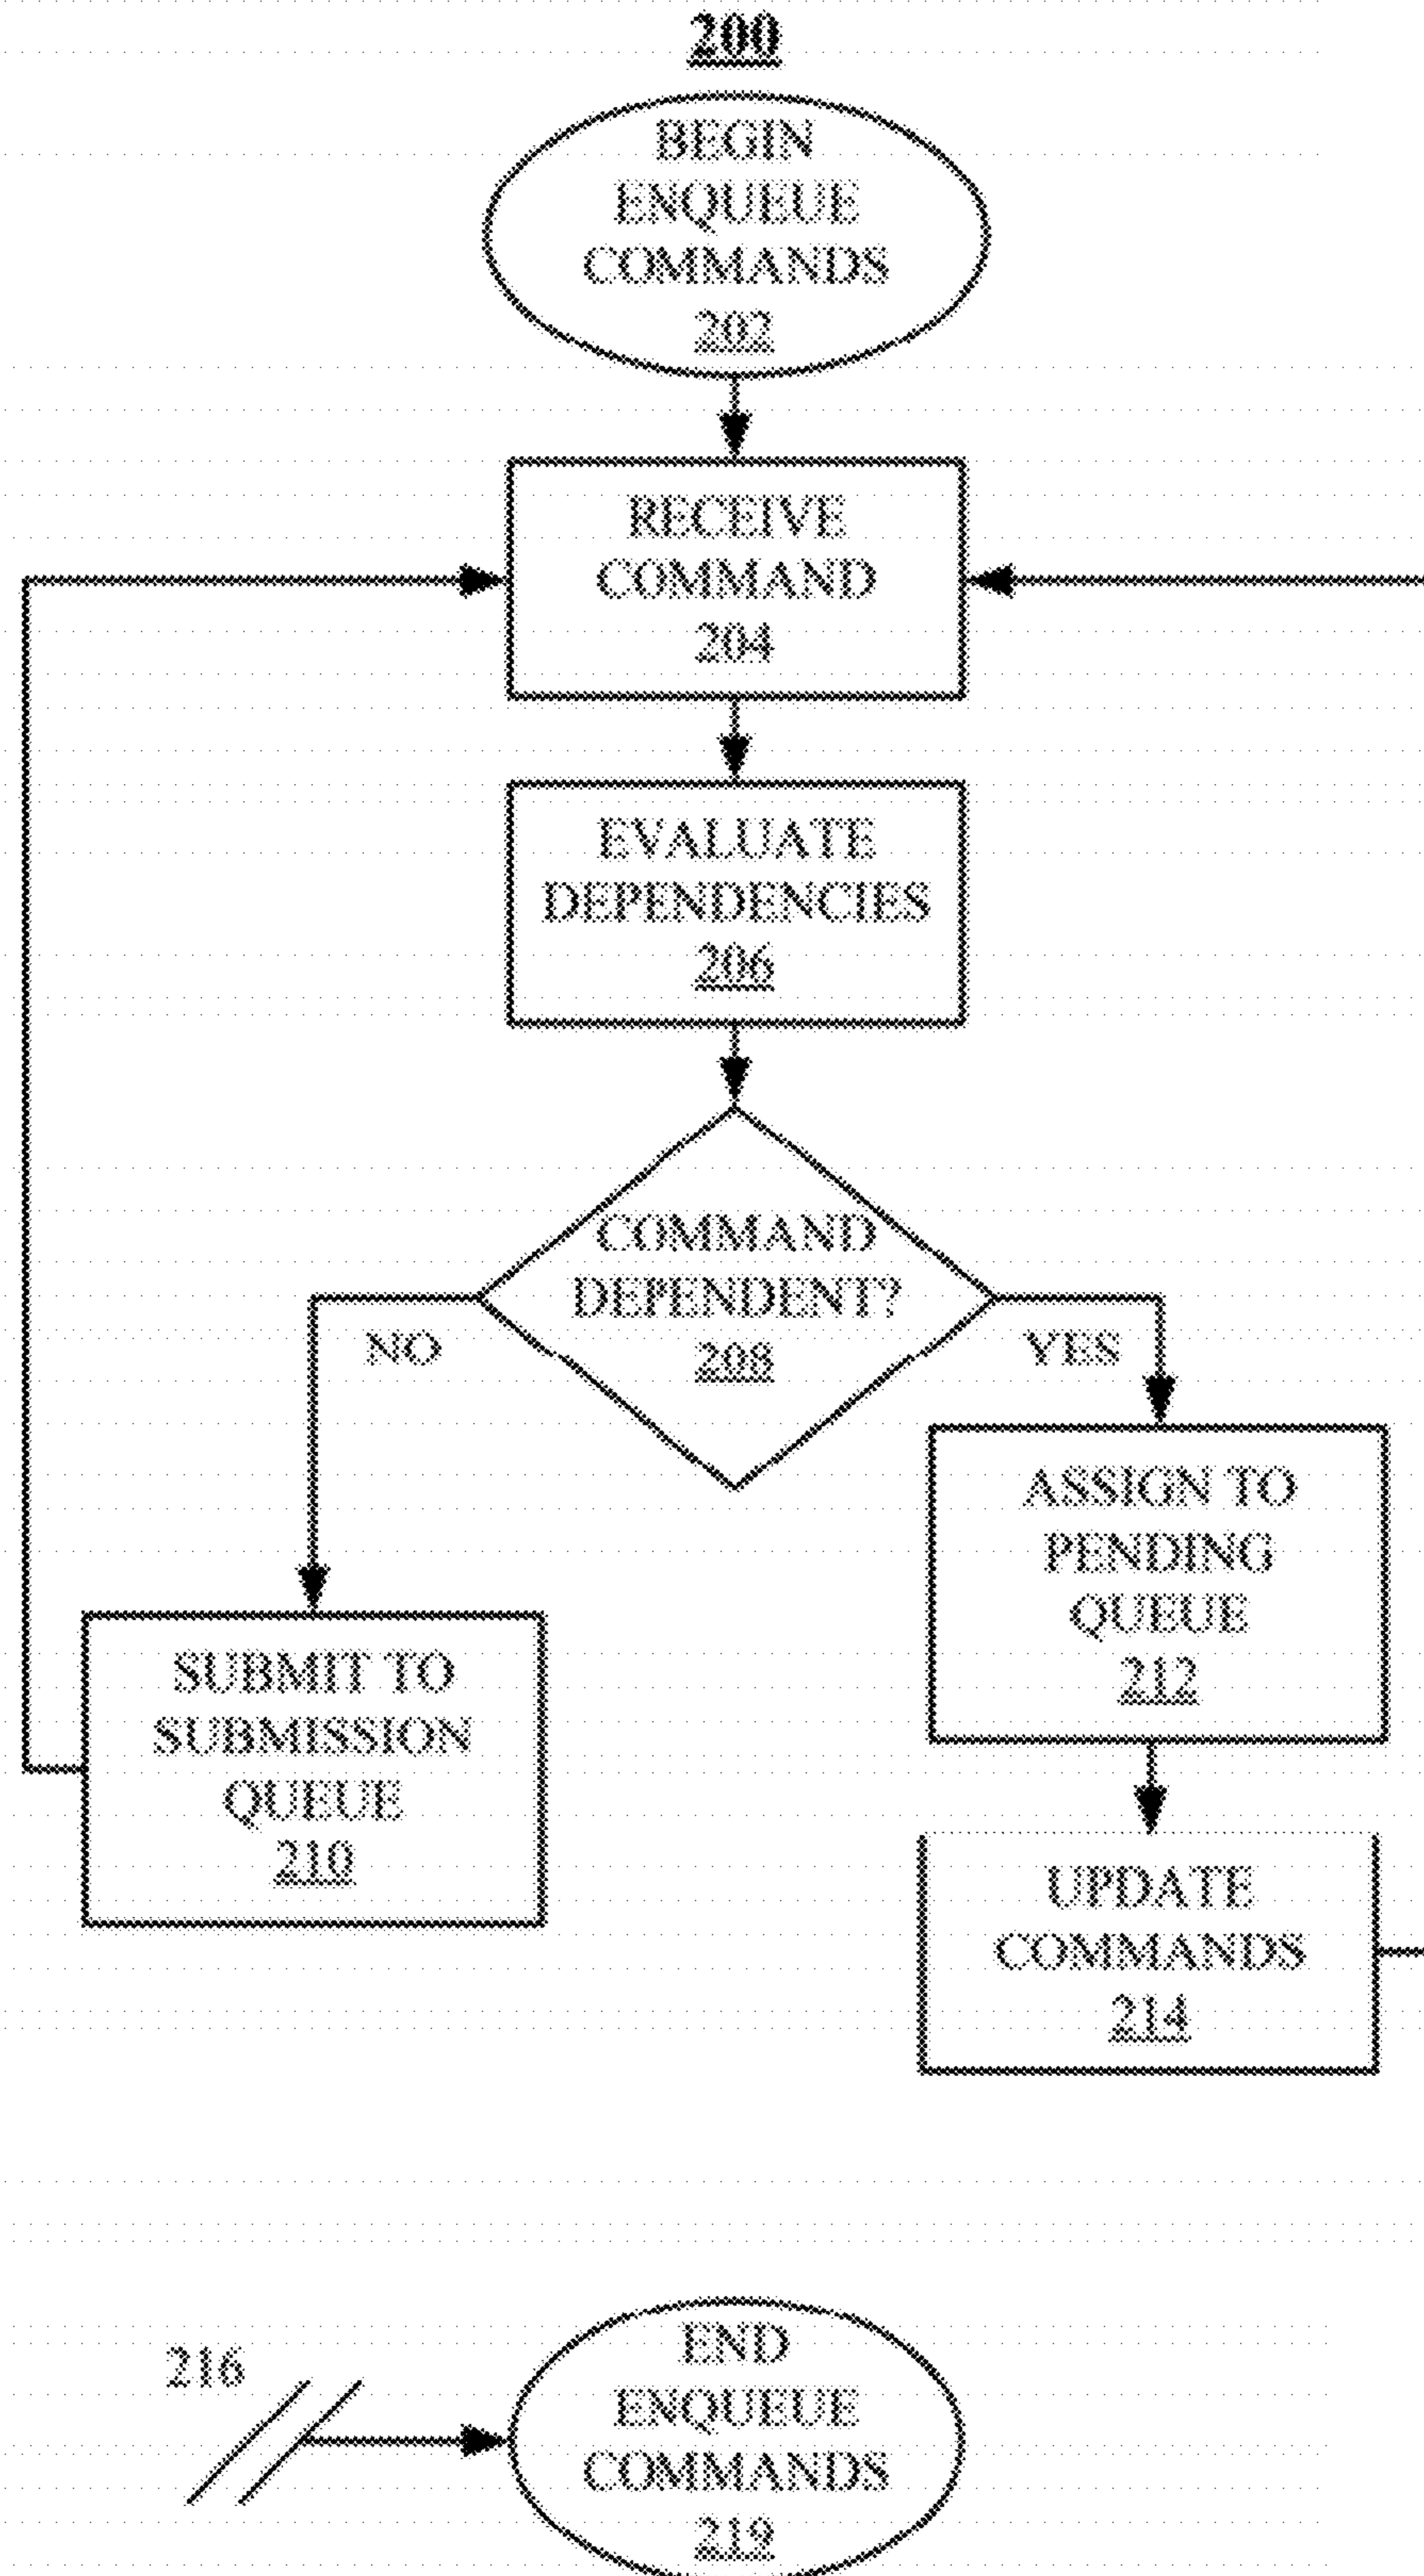 200
BEGIN
ENQUEUE
COMMANDS
202
RECEIVE
COMMAND
204
EVALUATE
DEPENDENCIES
206
COMMAND
DEPENDENT?
208
NO
YES
ASSIGN TO
PENDING
QUEUE
212
SUBMIT TO
SUBMISSION
QUEUE
210
UPDATE
COMMANDS
214
216
END
ENQUEUE
COMMANDS
219